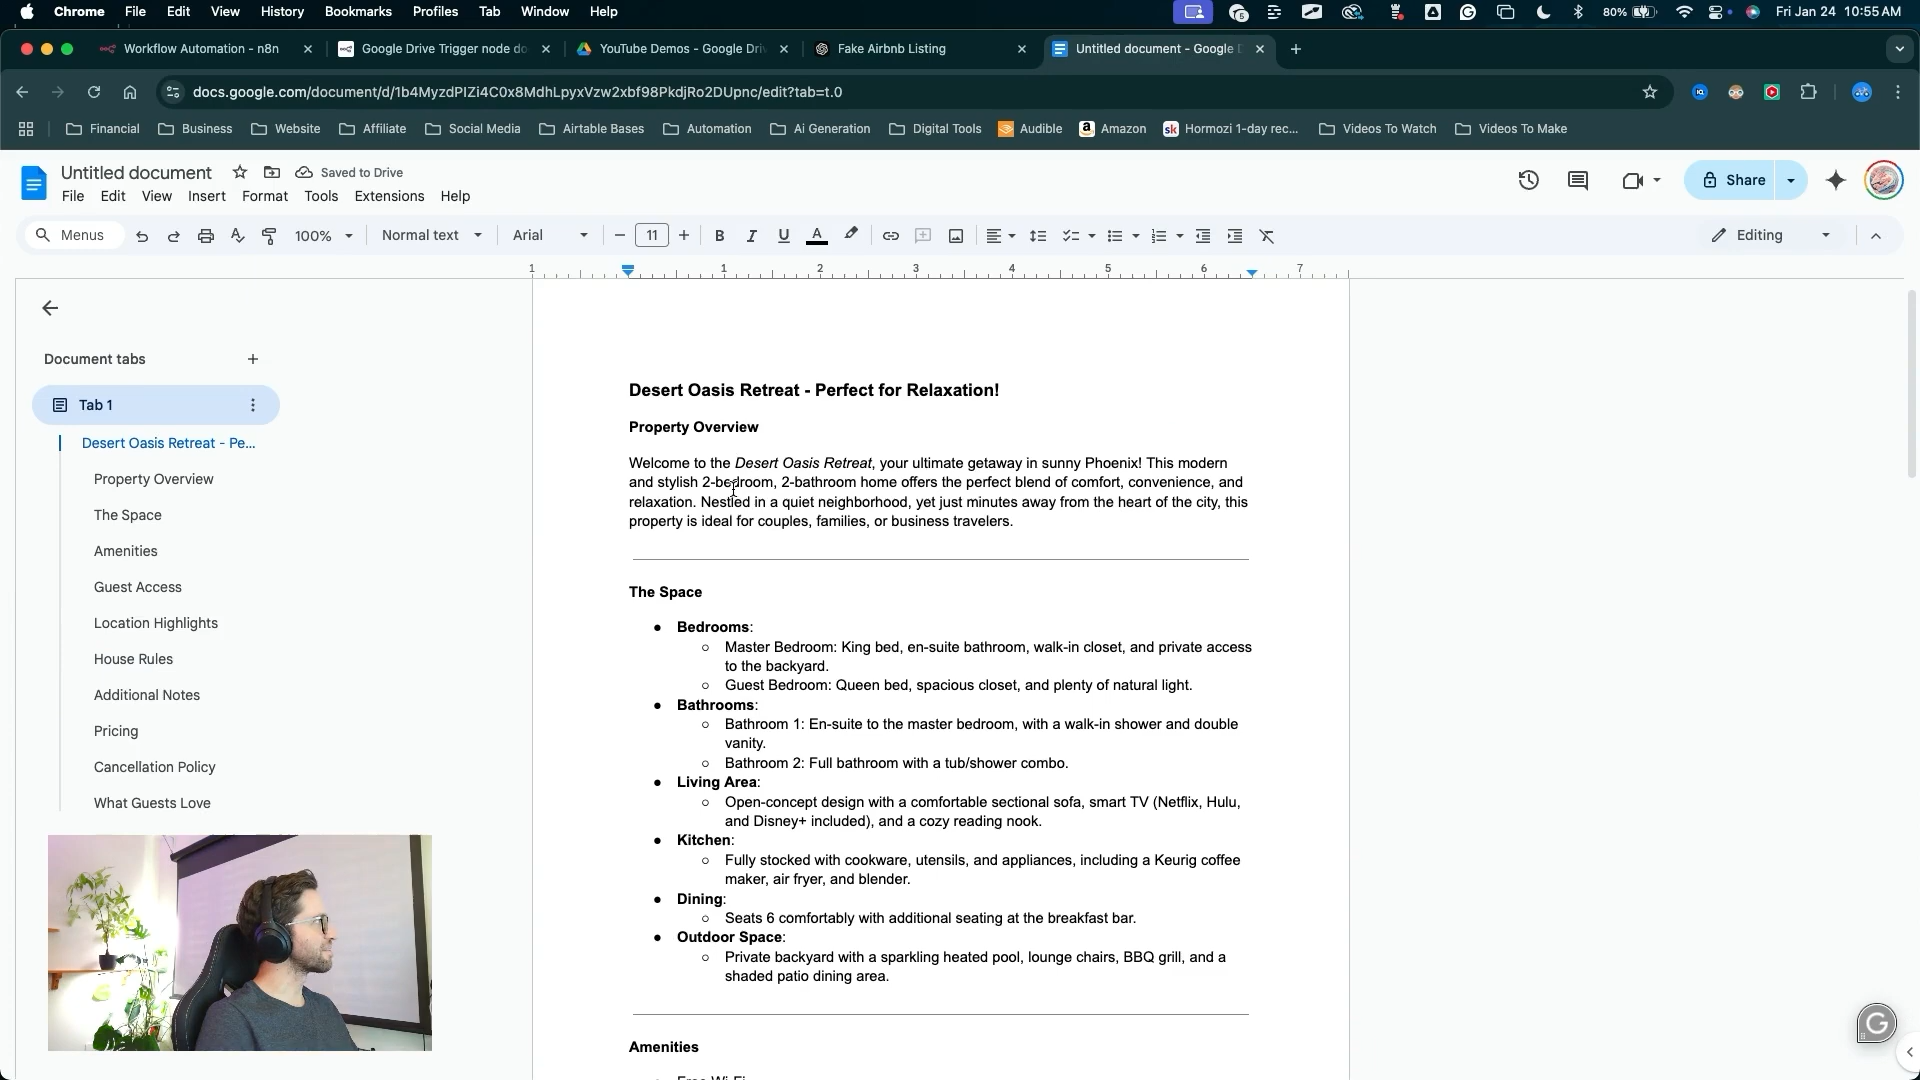 Chrome File Edit View History Bookmarks Profiles Tab Window Help 5 80% Fri Jan 24 10:55 AM
Workflow Automation - n8n Google Drive Trigger node do YouTube Demos - Google Driv Fake Airbnb Listing Untitled document - Google D
docs.google.com/document/d/1b4MyzdPIZi4C0x8MdhLpyxVzw2xbf98PkdjRo2DUpnc/edit?tab=t.0
Financial Business Website Affiliate Social Media Airtable Bases Automation Ai Generation Digital Tools Audible Amazon Hormozi 1-day rec... Videos To Watch Videos To Make
Untitled document Saved to Drive
File Edit View Insert Format Tools Extensions Help
Share
Menus 100% Normal text Arial 11 B I U A Editing
1 1 2 3 4 5 6 7
Document tabs
Tab 1
Desert Oasis Retreat - Pe...
Property Overview
The Space
Amenities
Guest Access
Location Highlights
House Rules
Additional Notes
Pricing
Cancellation Policy
What Guests Love
Desert Oasis Retreat - Perfect for Relaxation!
Property Overview
Welcome to the Desert Oasis Retreat, your ultimate getaway in sunny Phoenix! This modern
and stylish 2-bedroom, 2-bathroom home offers the perfect blend of comfort, convenience, and
relaxation. Nestled in a quiet neighborhood, yet just minutes away from the heart of the city, this
property is ideal for couples, families, or business travelers.
The Space
● Bedrooms:
○ Master Bedroom: King bed, en-suite bathroom, walk-in closet, and private access
to the backyard.
○ Guest Bedroom: Queen bed, spacious closet, and plenty of natural light.
● Bathrooms:
○ Bathroom 1: En-suite to the master bedroom, with a walk-in shower and double
vanity.
○ Bathroom 2: Full bathroom with a tub/shower combo.
● Living Area:
○ Open-concept design with a comfortable sectional sofa, smart TV (Netflix, Hulu,
and Disney+ included), and a cozy reading nook.
● Kitchen:
○ Fully stocked with cookware, utensils, and appliances, including a Keurig coffee
maker, air fryer, and blender.
● Dining:
○ Seats 6 comfortably with additional seating at the breakfast bar.
● Outdoor Space:
○ Private backyard with a sparkling heated pool, lounge chairs, BBQ grill, and a
shaded patio dining area.
Amenities
Free Wi-Fi